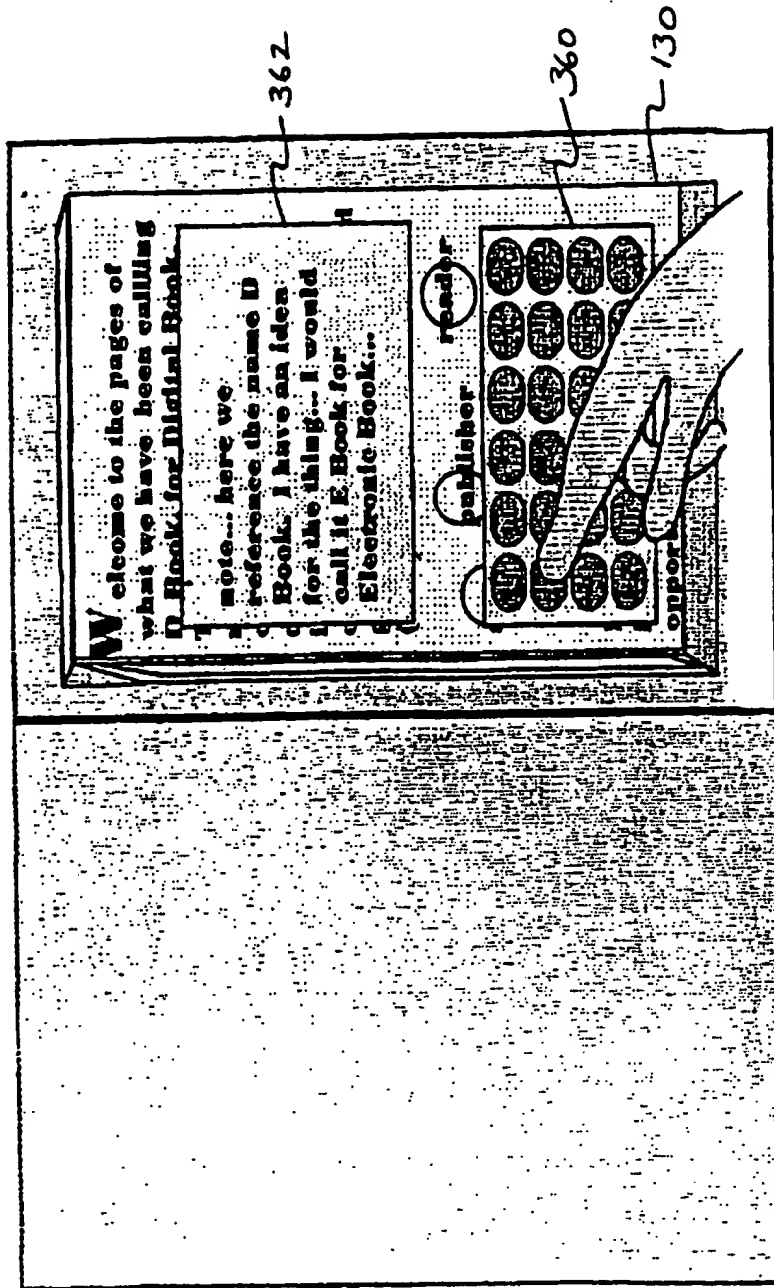 Welcome to the pages of
what we have been callling
D Book, for Digital Book.
note... here we
reference the name D
Book. I have an idea
for the thing... I would
call it E Book for
Electronic Book...
publisher
reader
opport
362
360
130